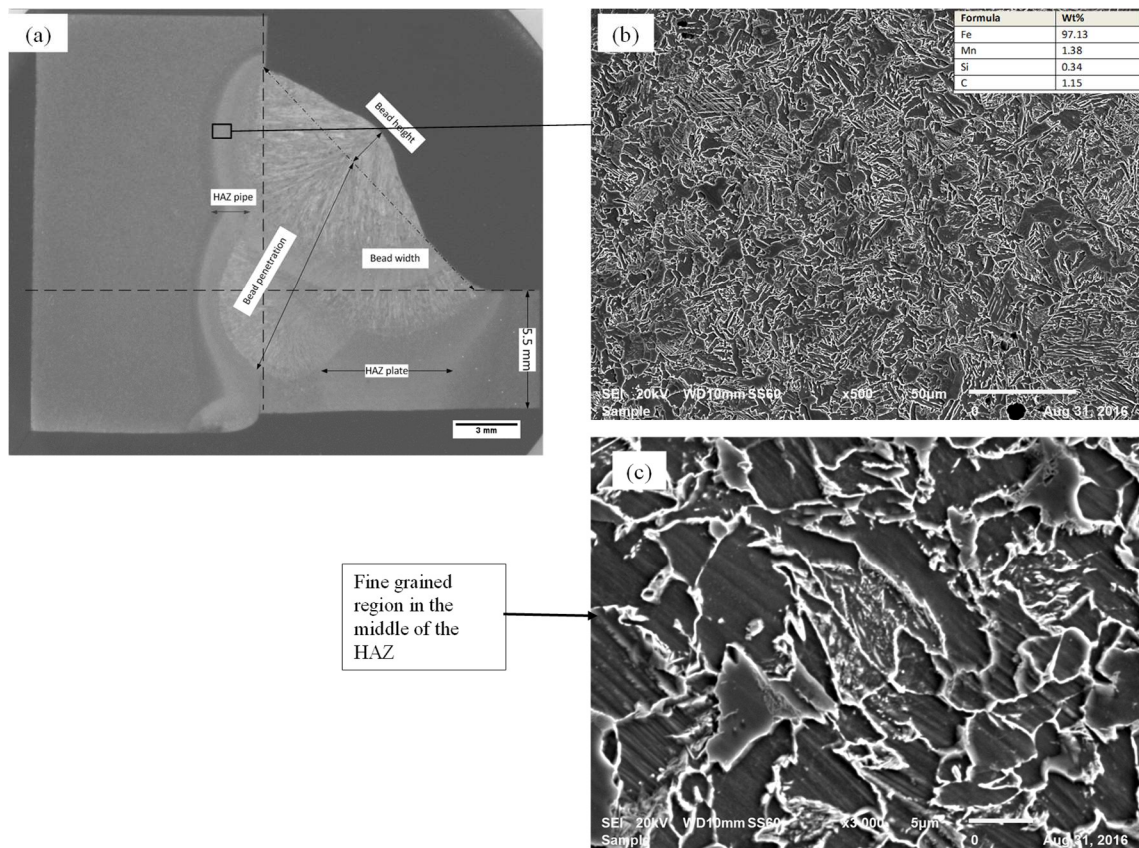 (a)
Bead height
HAZ pipe
Bead penetration
Bead width
HAZ plate
5.5 mm
3 mm
(b)
Formula Wt%
Fe 97.13
Mn 1.38
Si 0.34
C 1.15
SEI 20kV WD10mm SS60 x500 50µm
Sample 0 Aug 31, 2016
(c)
Fine grained
region in the
middle of the
HAZ
SEI 20kV WD10mm SS60 x3,000 5µm
Sample 0 Aug 31, 2016